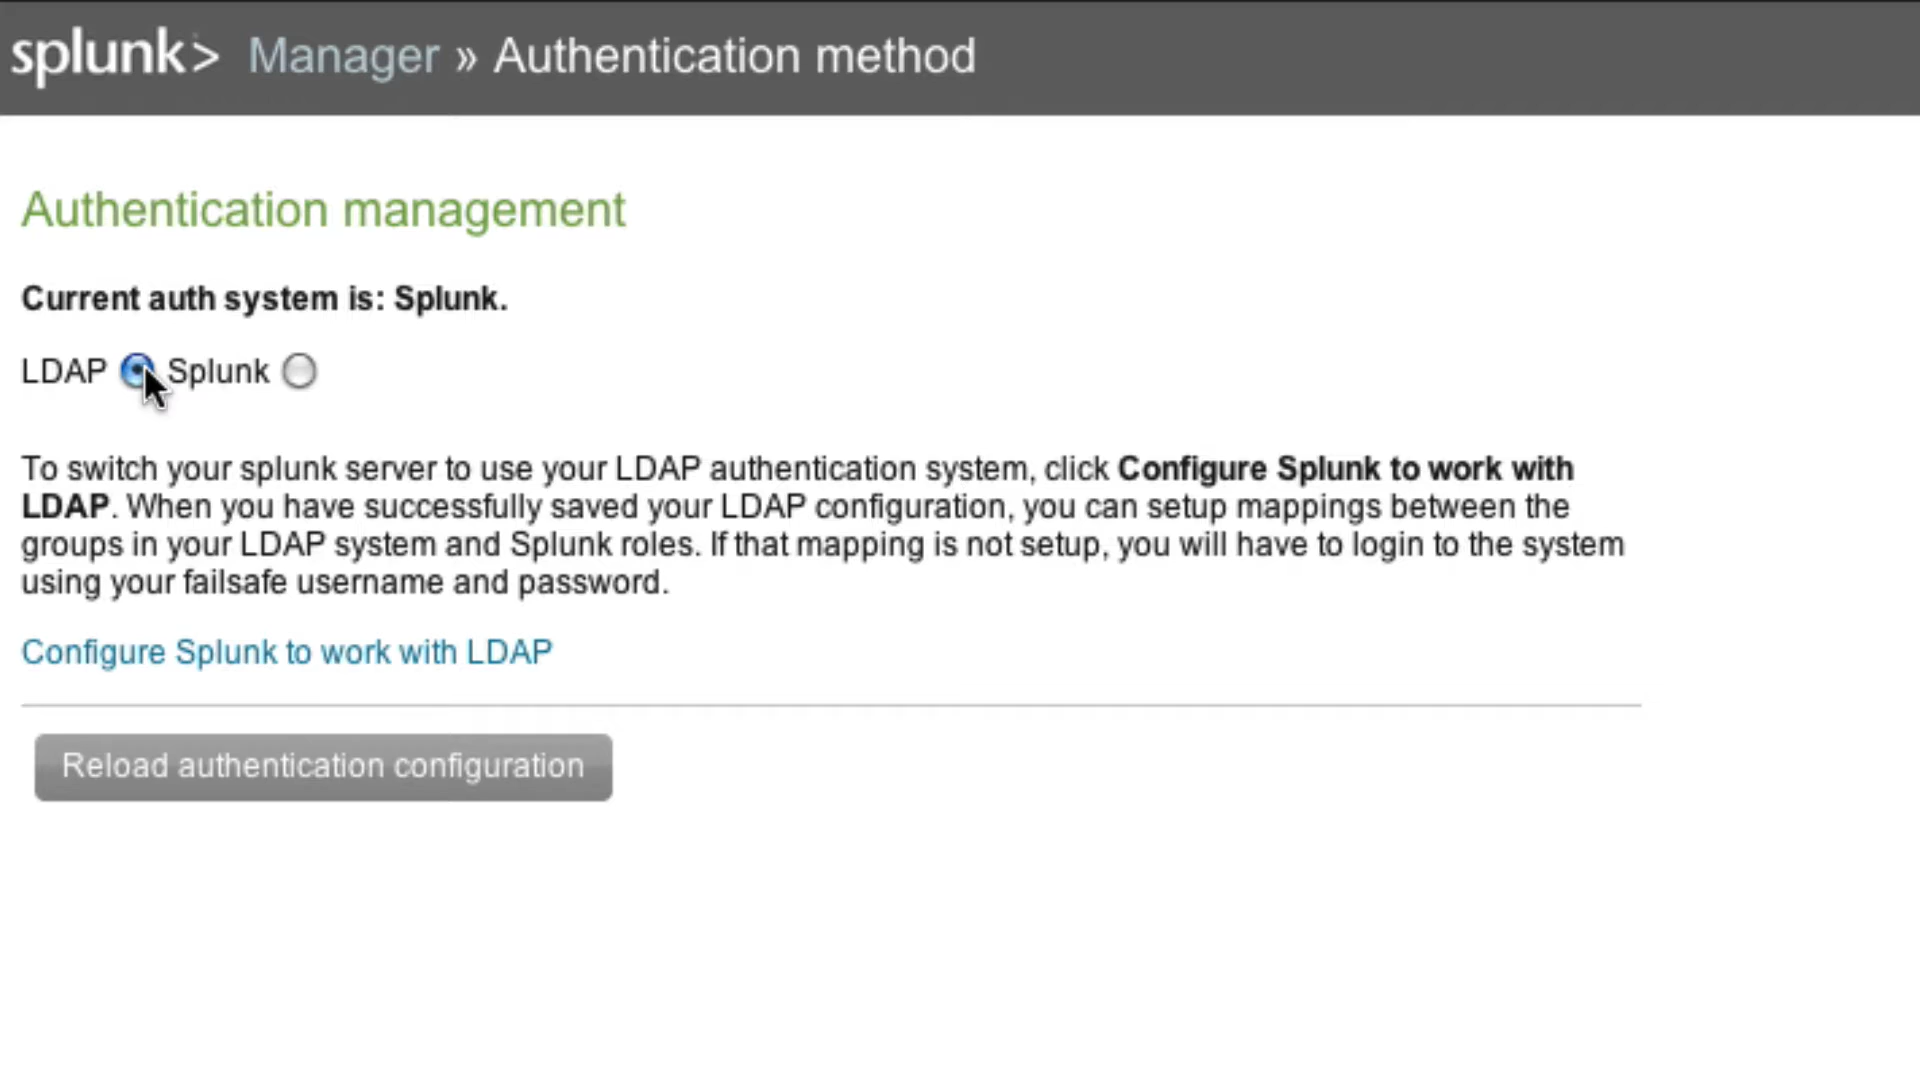 splunk> Manager » Authentication method
Authentication management
Current auth system is: Splunk.
LDAP Splunk
To switch your splunk server to use your LDAP authentication system, click Configure Splunk to work with
LDAP. When you have successfully saved your LDAP configuration, you can setup mappings between the
groups in your LDAP system and Splunk roles. If that mapping is not setup, you will have to login to the system
using your failsafe username and password.
Configure Splunk to work with LDAP
Reload authentication configuration